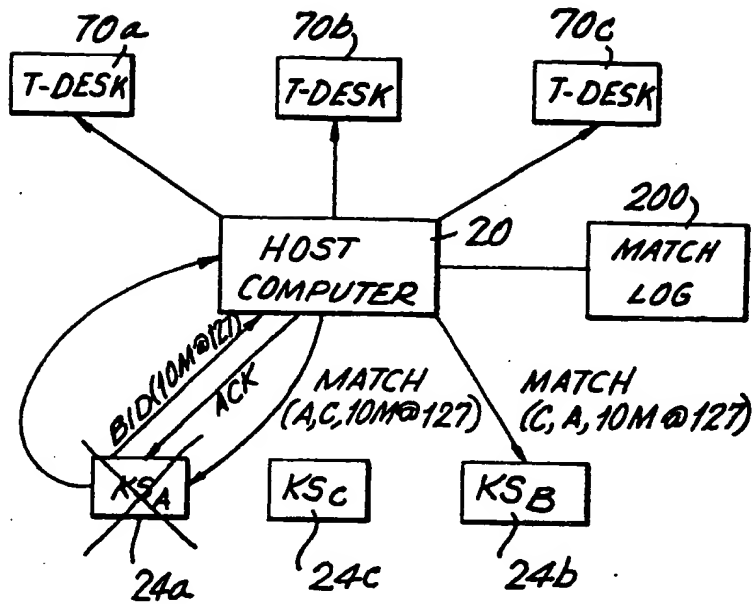 70a
70b
70c
T-DESK
T-DESK
T-DESK
20
200
HOST
COMPUTER
MATCH
LOG
BID(10M@127)
ACK
MATCH
(A,C,10M@127)
MATCH
(C,A,10M@127)
KSA
KSC
KSB
24a
24c
24b